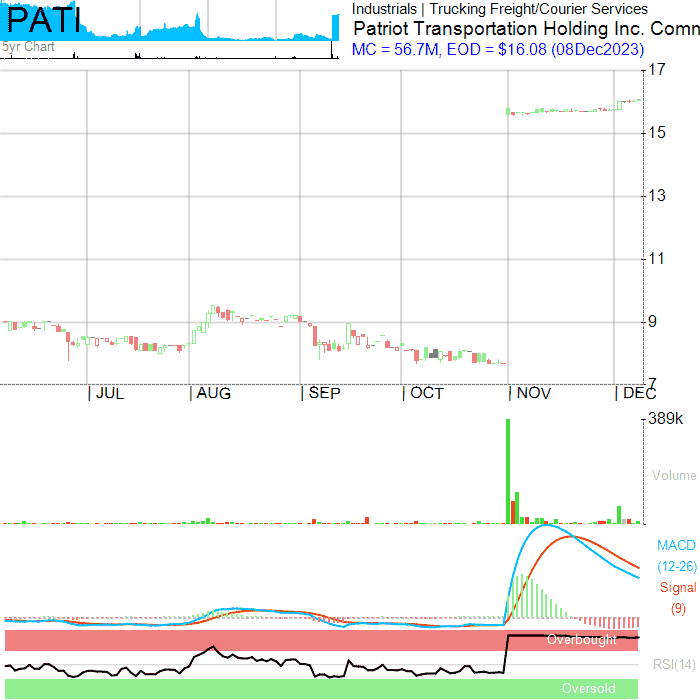 PATI
5yr Chart
Industrials | Trucking Freight/Courier Services
Patriot Transportation Holding Inc. Comn
MC = 56.7M, EOD = $16.08 (08Dec2023)
17
15
13
11
9
7
| JUL | AUG | SEP | OCT | NOV | DEC
389k
Volume
MACD
(12-26)
Signal
(9)
Overbought
RSI(14)
Oversold